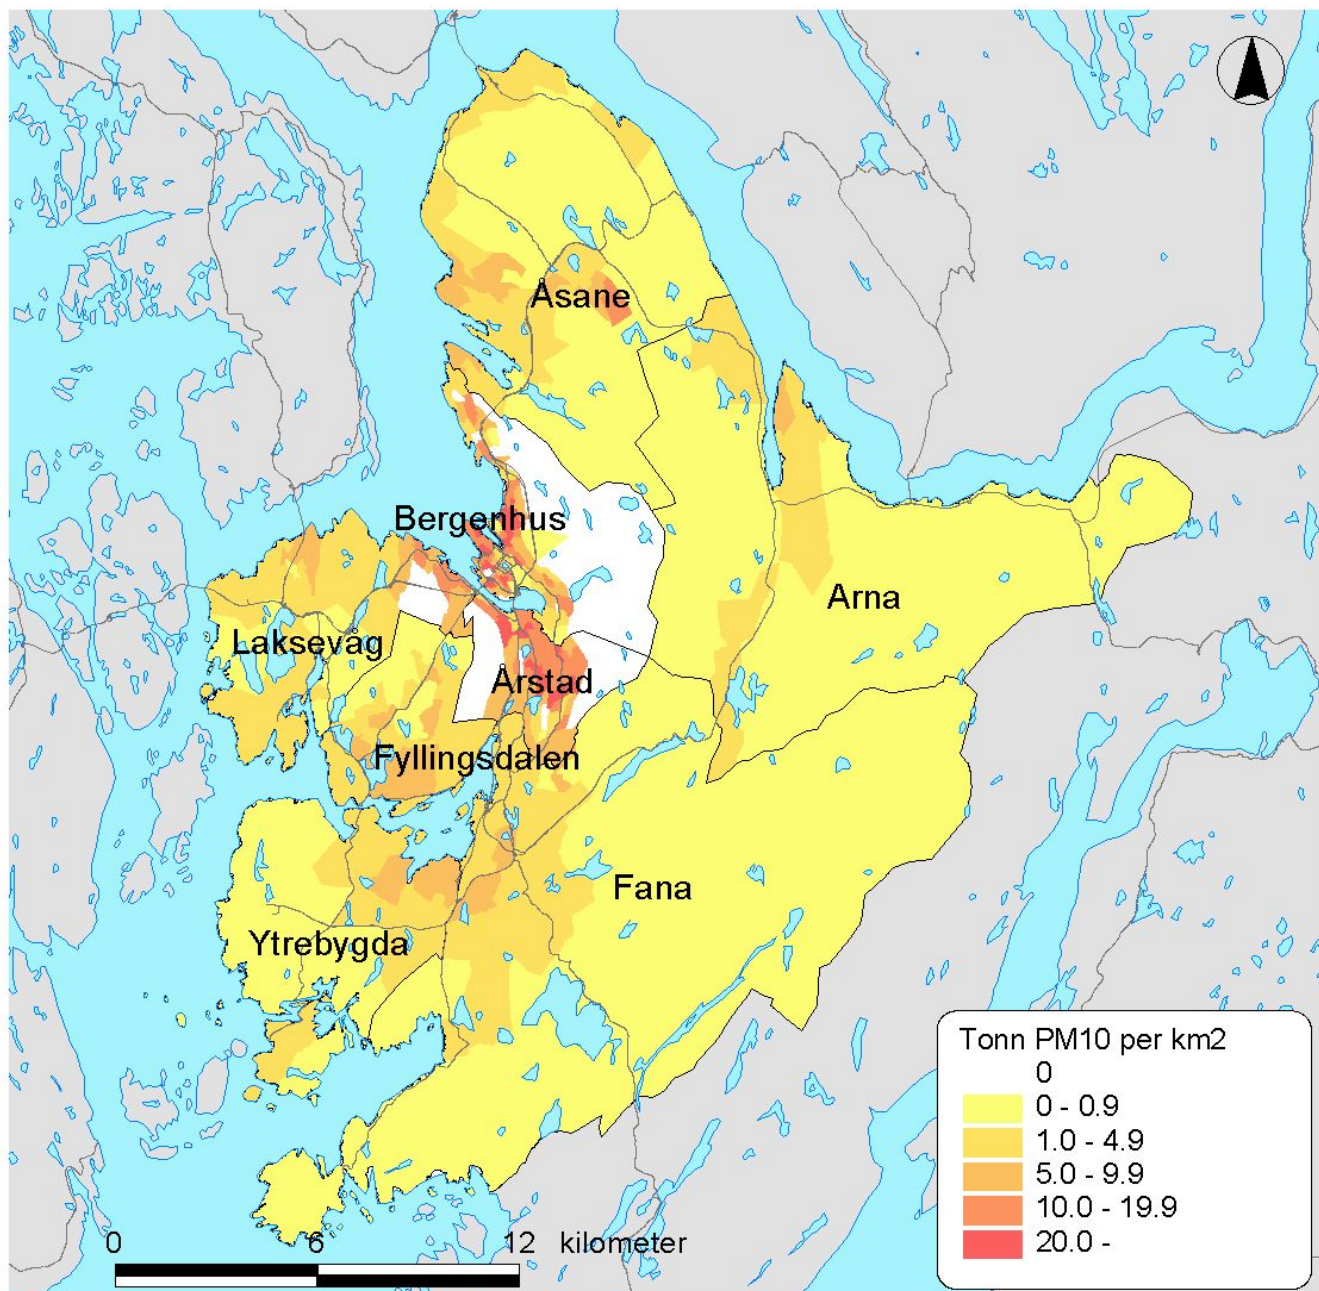 Åsane
Bergenhus
Arna
Laksevåg
Årstad
Fyllingsdalen
Fana
Ytrebygda
Tonn PM10 per km2
0
0 - 0.9
1.0 - 4.9
5.0 - 9.9
10.0 - 19.9
20.0 -
0 6 12 kilometer